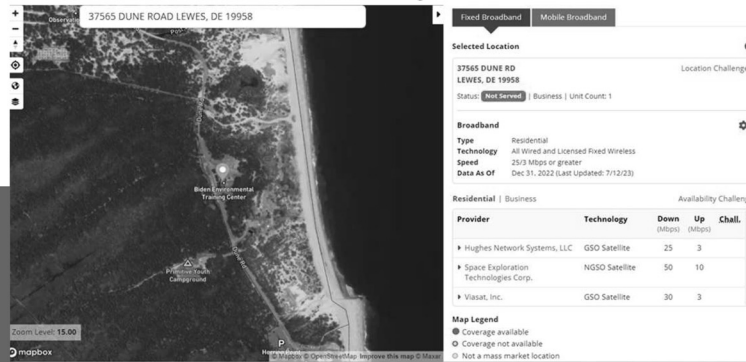 37565 DUNE ROAD LEWES, DE 19958
Biden Environmental
Training Center
Primitive Youth
Campground
P
Zoom Level: 15.00
mapbox
© Mapbox © OpenStreetMap Improve this map © Maxar
Fixed Broadband
Mobile Broadband
Selected Location
37565 DUNE RD
LEWES, DE 19958
Location Challenge
Status: Not Served | Business | Unit Count: 1
Broadband
Type Residential
Technology All Wired and Licensed Fixed Wireless
Speed 25/3 Mbps or greater
Data As Of Dec 31, 2022 (Last Updated: 7/12/23)
Residential | Business
Availability Challeng
Provider Technology Down (Mbps) Up (Mbps) Chall.
Hughes Network Systems, LLC GSO Satellite 25 3
Space Exploration Technologies Corp. NGSO Satellite 50 10
Viasat, Inc. GSO Satellite 30 3
Map Legend
Coverage available
Coverage not available
Not a mass market location